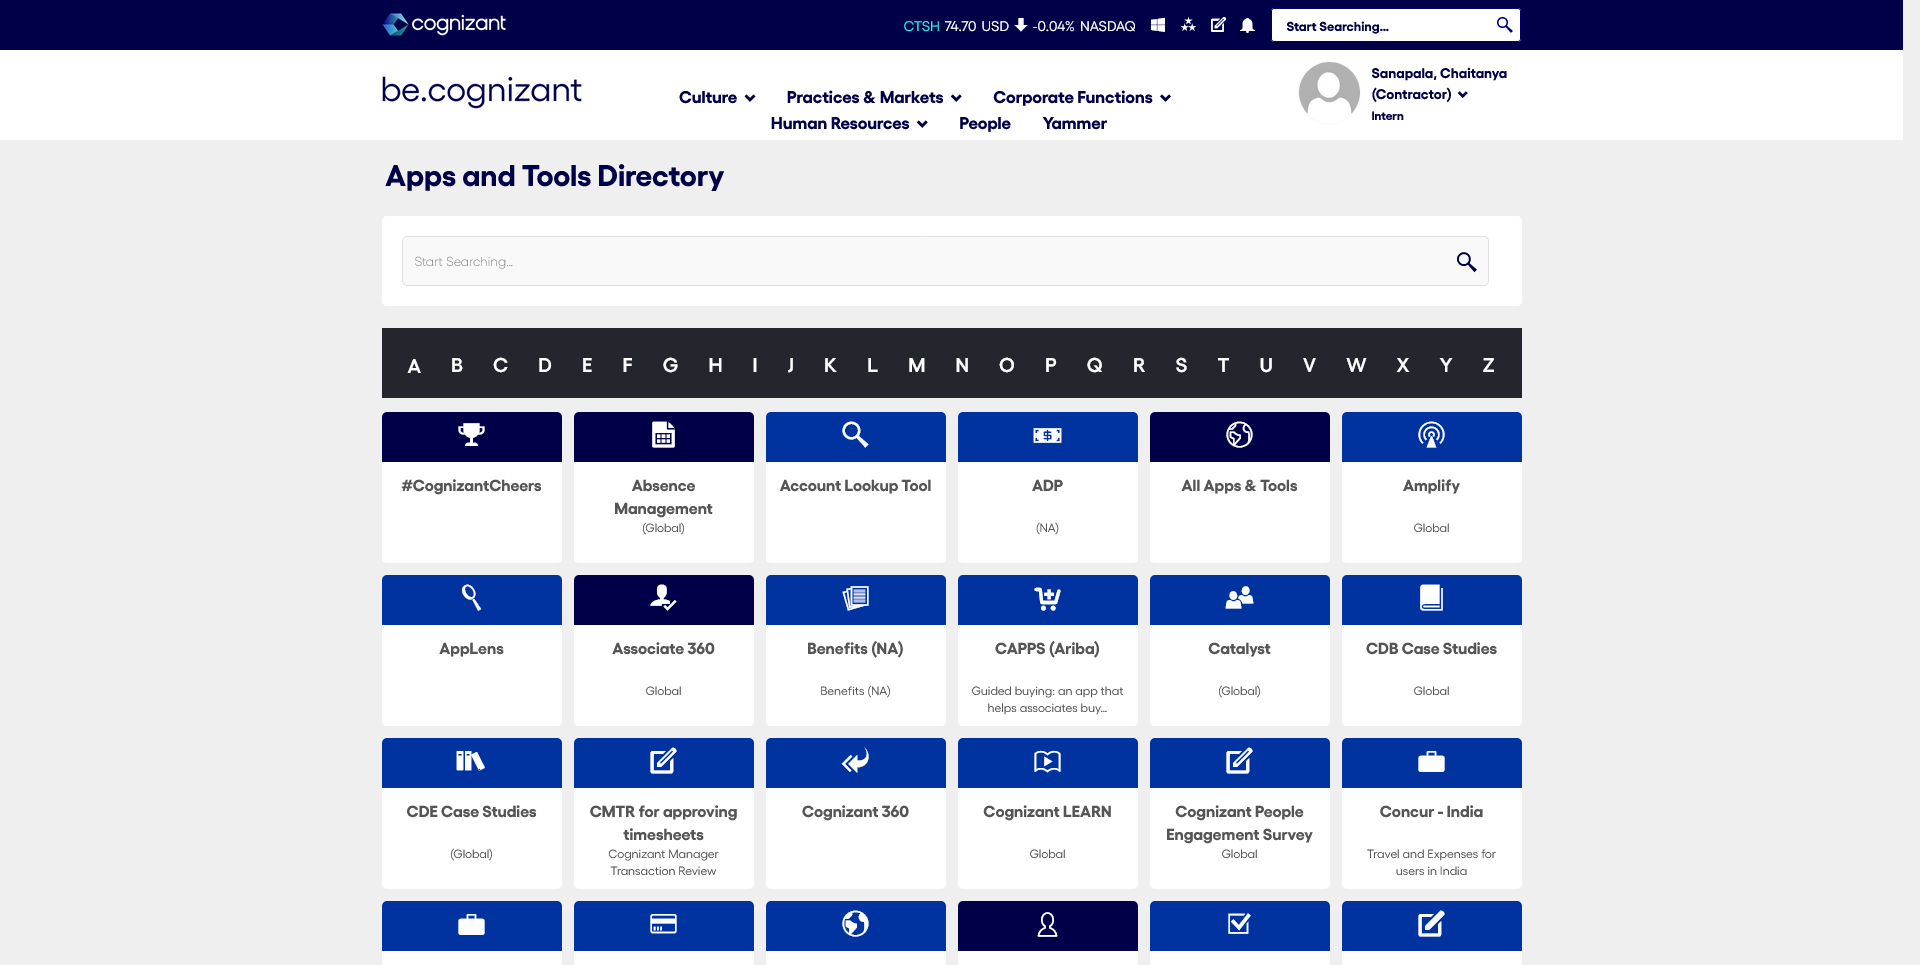 cognizant
CTSH 74.70 USD -0.04% NASDAQ
Start Searching...
be.cognizant
Culture
Practices & Markets
Corporate Functions
Human Resources
People
Yammer
Sanapala, Chaitanya
(Contractor)
Intern
Apps and Tools Directory
Start Searching...
A B C D E F G H I J K L M N O P Q R S T U V W X Y Z
#CognizantCheers
Absence
Management
(Global)
Account Lookup Tool
ADP
(NA)
All Apps & Tools
Amplify
Global
AppLens
Associate 360
Global
Benefits (NA)
Benefits (NA)
CAPPS (Ariba)
Guided buying: an app that
helps associates buy...
Catalyst
(Global)
CDB Case Studies
Global
CDE Case Studies
(Global)
CMTR for approving
timesheets
Cognizant Manager
Transaction Review
Cognizant 360
Cognizant LEARN
Global
Cognizant People
Engagement Survey
Global
Concur - India
Travel and Expenses for
users in India